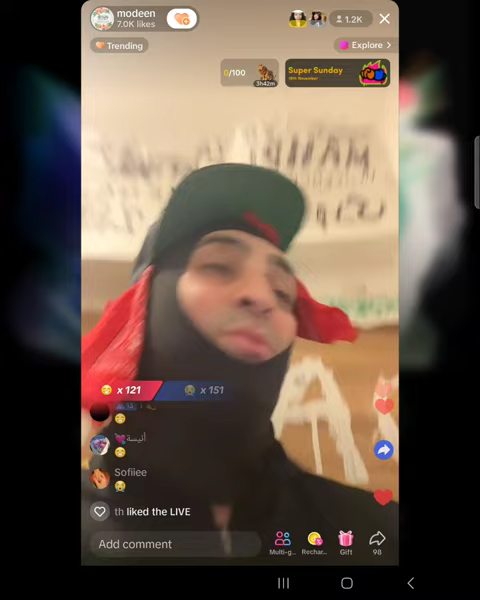 modeen
7.0K likes
1.2K
Trending
Explore >
0/100
3h42m
Super Sunday
x 121
x 151
أنيسة
Sofiiee
th liked the LIVE
Add comment
Multi-g..
Rechar..
Gift
98